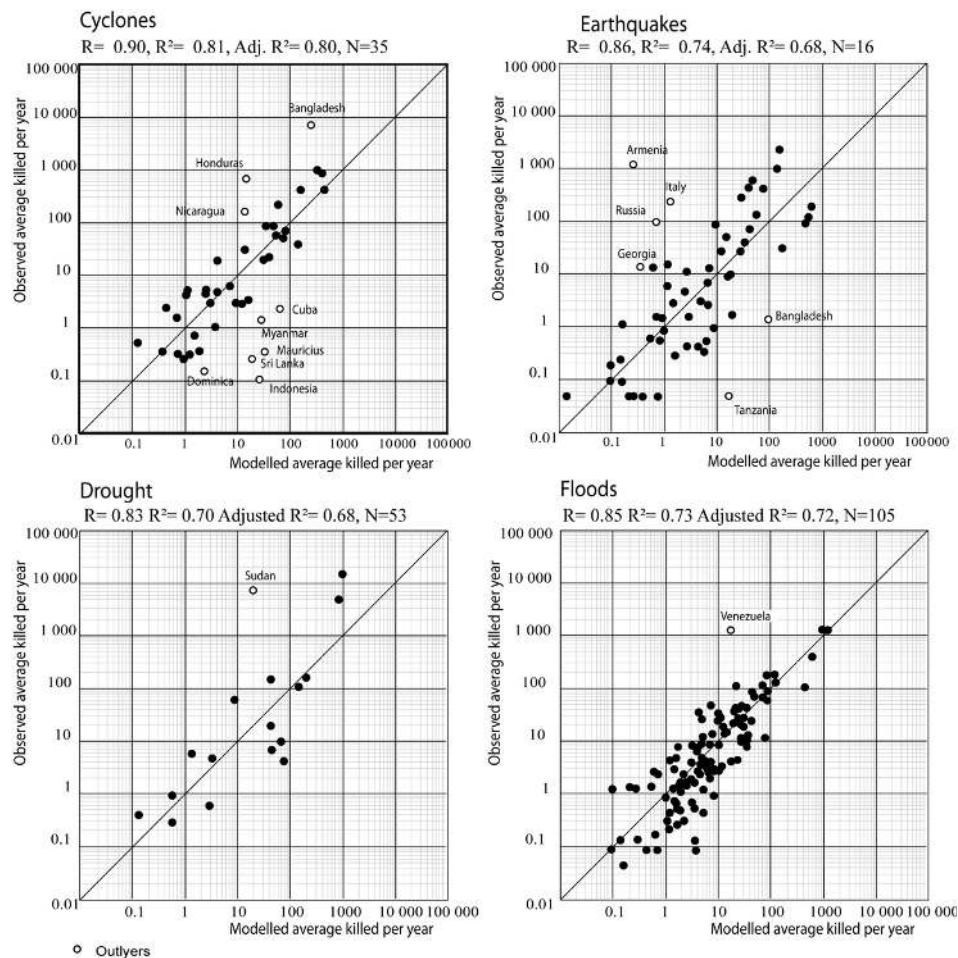 Cyclones
R= 0.90, R²= 0.81, Adj. R²= 0.80, N=35
Observed average killed per year
100 000
10 000
1 000
100
10
1
0.1
0.01
Bangladesh
Honduras
Nicaragua
Cuba
Myanmar
Mauricius
Sri Lanka
Dominica
Indonesia
0.1 1 10 100 1000 10 000 100 000
Modelled average killed per year
Earthquakes
R= 0.86, R²= 0.74, Adj. R²= 0.68, N=16
Observed average killed per year
100 000
10 000
1 000
100
10
1
0.1
0.01
Armenia
Italy
Russia
Georgia
Bangladesh
Tanzania
0.1 1 10 100 1000 10 000 100 000
Modelled average killed per year
Drought
R= 0.83 R²= 0.70 Adjusted R²= 0.68, N=53
Observed average killed per year
100 000
10 000
1 000
100
10
1
0.1
0.01
Sudan
0.1 1 10 100 1000 10 000 100 000
Modelled average killed per year
Floods
R= 0.85 R²= 0.73 Adjusted R²= 0.72, N=105
Observed average killed per year
100 000
10 000
1 000
100
10
1
0.1
0.01
Venezuela
0.1 1 10 100 1000 10 000 100 000
Modelled average killed per year
Outlyers